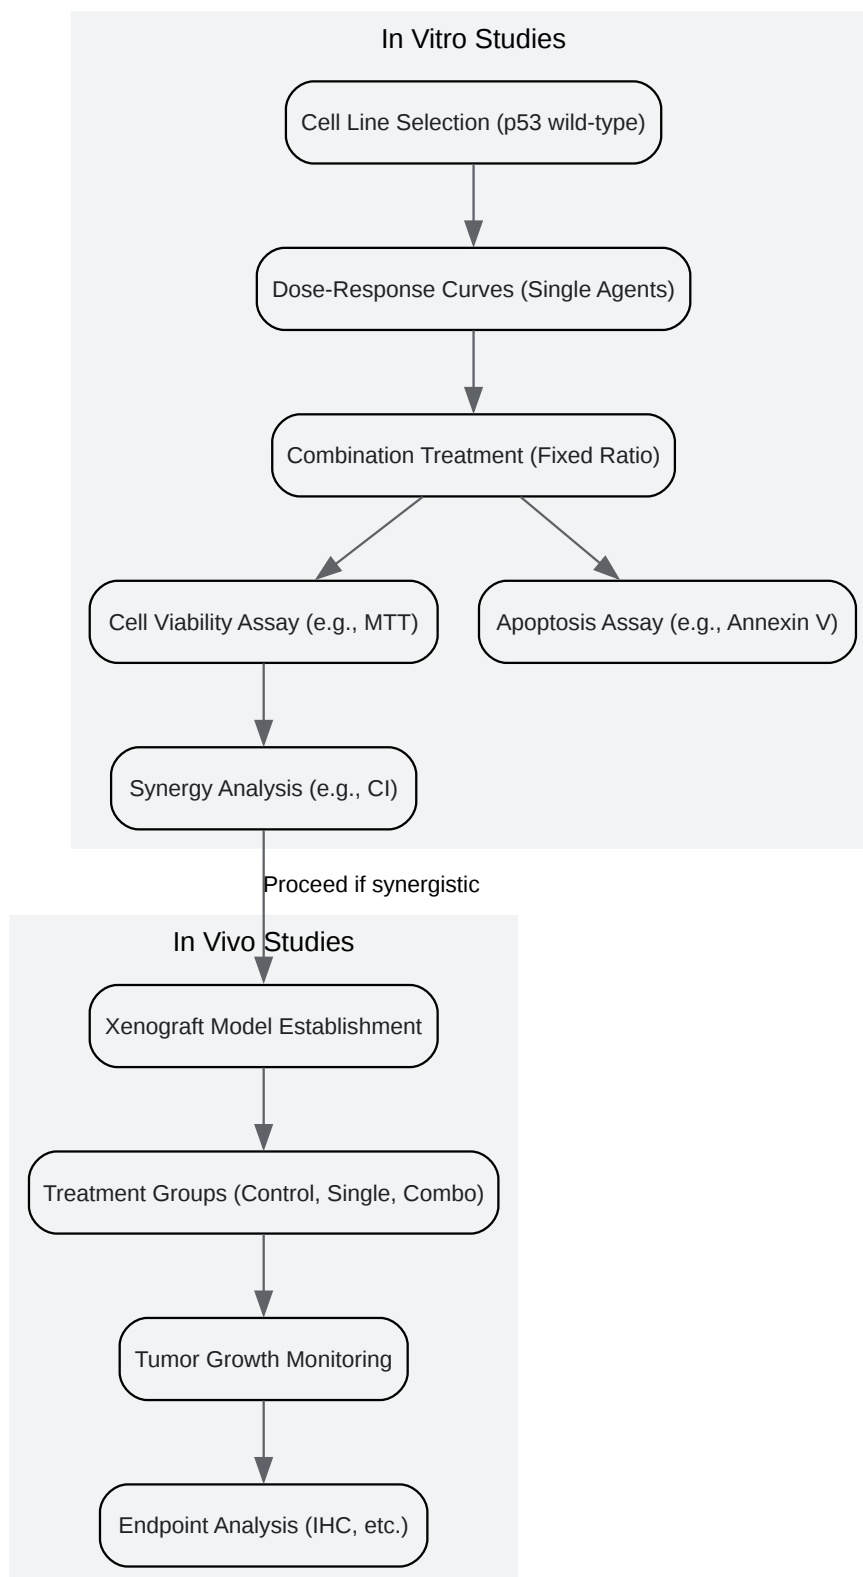 In Vitro Studies
Cell Line Selection (p53 wild-type)
Dose-Response Curves (Single Agents)
Combination Treatment (Fixed Ratio)
Cell Viability Assay (e.g., MTT)
Apoptosis Assay (e.g., Annexin V)
Synergy Analysis (e.g., CI)
Proceed if synergistic
In Vivo Studies
Xenograft Model Establishment
Treatment Groups (Control, Single, Combo)
Tumor Growth Monitoring
Endpoint Analysis (IHC, etc.)